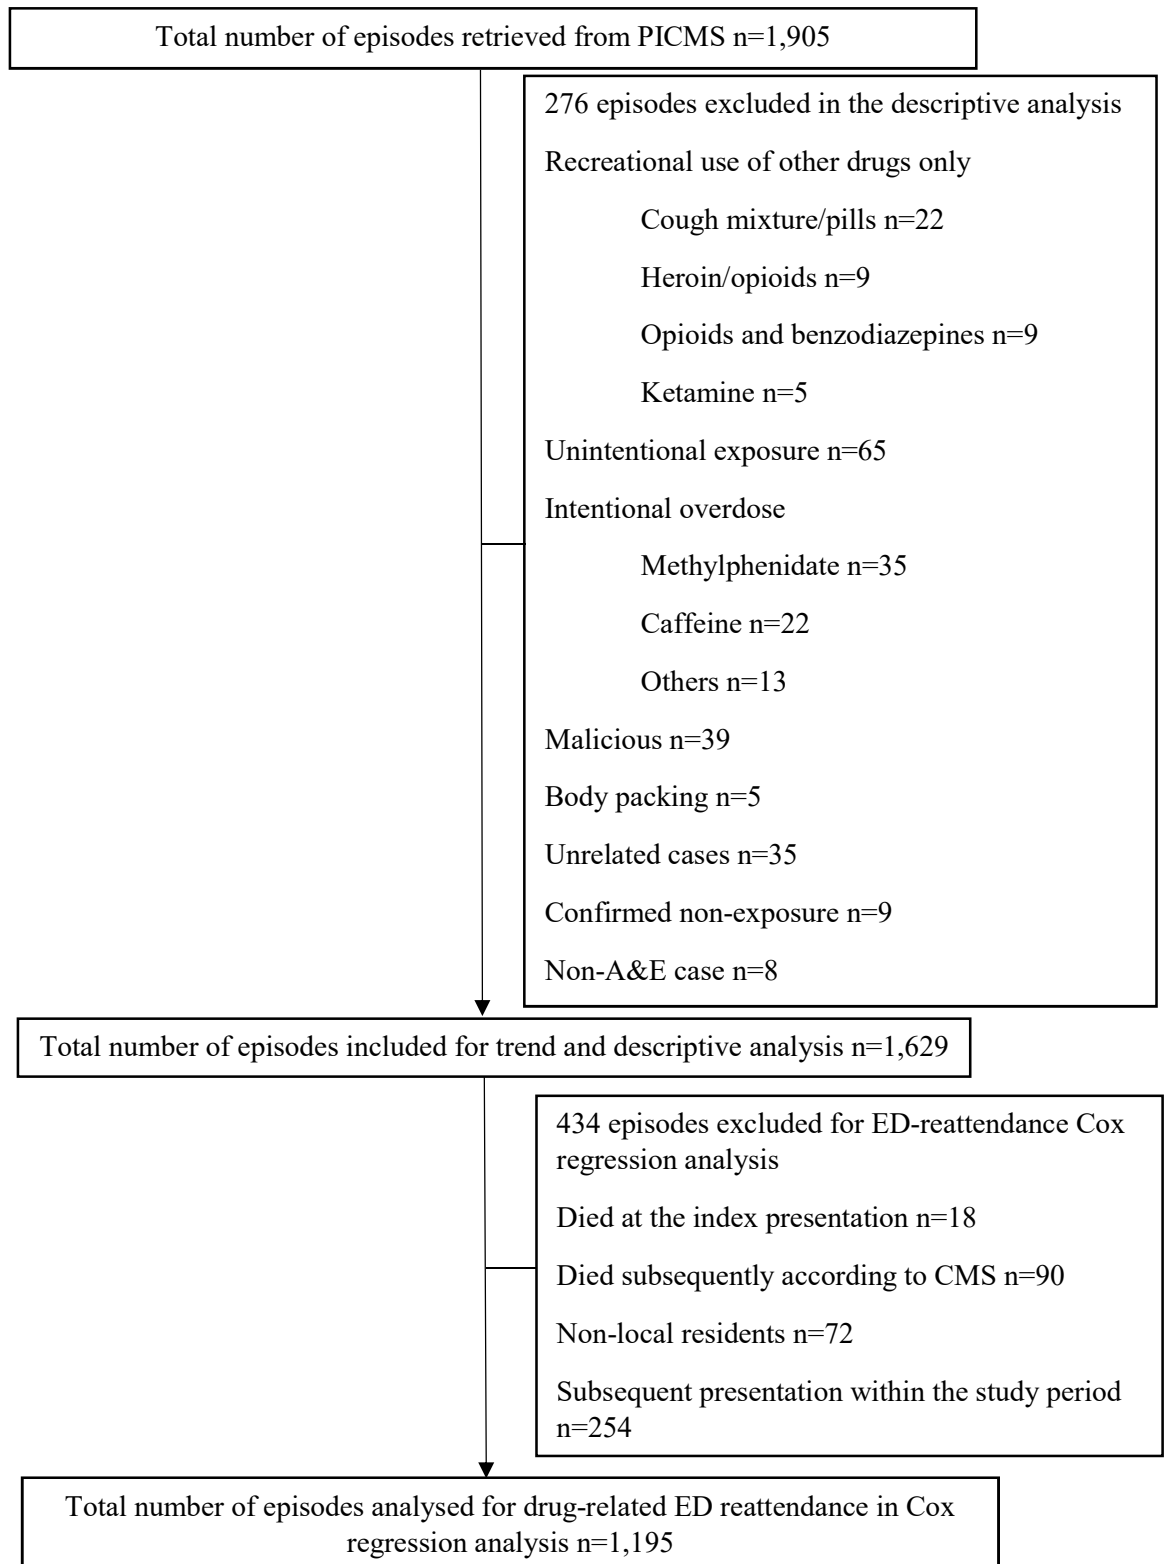 Total number of episodes retrieved from PICMS n=1,905
276 episodes excluded in the descriptive analysis
Recreational use of other drugs only
Cough mixture/pills n=22
Heroin/opioids n=9
Opioids and benzodiazepines n=9
Ketamine n=5
Unintentional exposure n=65
Intentional overdose
Methylphenidate n=35
Caffeine n=22
Others n=13
Malicious n=39
Body packing n=5
Unrelated cases n=35
Confirmed non-exposure n=9
Non-A&E case n=8
Total number of episodes included for trend and descriptive analysis n=1,629
434 episodes excluded for ED-reattendance Cox
regression analysis
Died at the index presentation n=18
Died subsequently according to CMS n=90
Non-local residents n=72
Subsequent presentation within the study period
n=254
Total number of episodes analysed for drug-related ED reattendance in Cox
regression analysis n=1,195